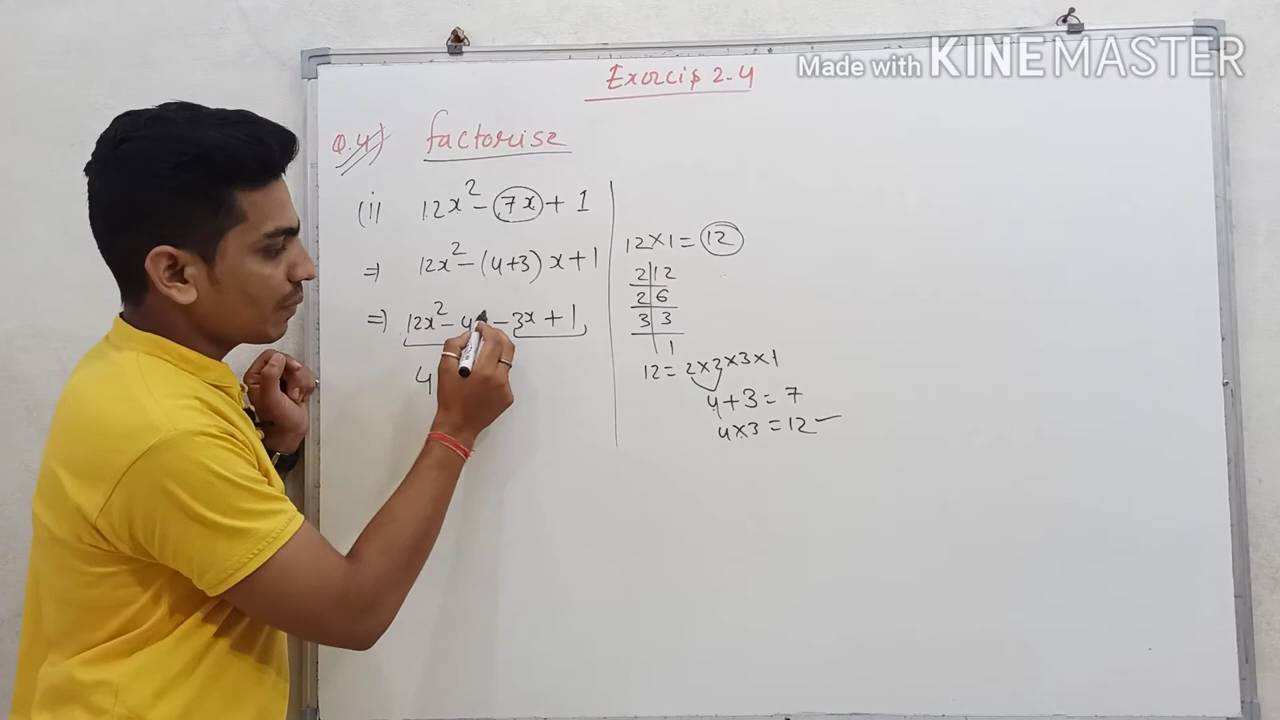 Made with KINEMASTER
Exercis 2.4
Q.4) factorise
(i) 12x² - 7x + 1
⇒ 12x² - (4+3) x + 1
⇒ 12x² - 4 - 3x + 1
4
12×1 = 12
2 12
2 6
3 3
1
12 = 2×2×3×1
4+3 = 7
4×3 = 12